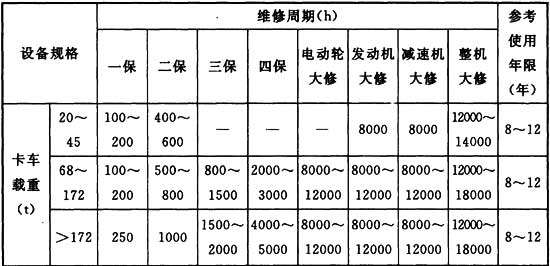 设备规格 维修周期(h) 参考使用年限(年)
一保 二保 三保 四保 电动轮大修 发动机大修 减速机大修 整机大修
卡车载重(t) 20~45 100~200 400~600 — — — 8000 8000 12000~14000 8~12
68~172 100~200 500~800 800~1500 2000~3000 8000~12000 8000~12000 8000~12000 12000~18000 8~12
>172 250 1000 1500~2000 4000~5000 8000~12000 8000~12000 8000~12000 12000~18000 8~12